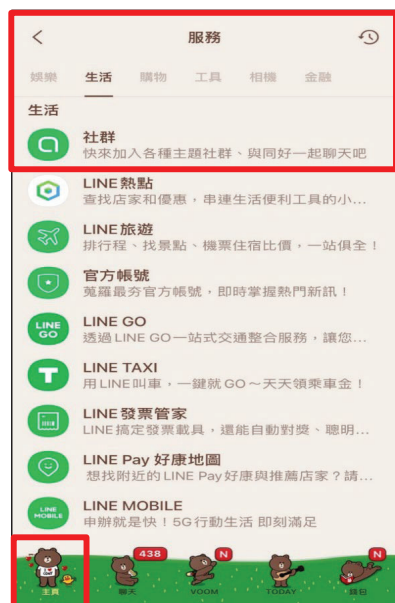 服務
娛樂 生活 購物 工具 相機 金融
生活
社群
快來加入各種主題社群、與同好一起聊天吧
LINE 熱點
查找店家和優惠，串連生活便利工具的小...
LINE 旅遊
排行程、找景點、機票住宿比價，一站俱全！
官方帳號
蒐羅最夯官方帳號，即時掌握熱門新訊！
LINE GO
LINE GO
透過 LINE GO 一站式交通整合服務，讓您...
T
LINE TAXI
用 LINE 叫車，一鍵就 GO～天天領乘車金！
LINE 發票管家
LINE 搞定發票載具，還能自動對獎、聰明...
LINE Pay 好康地圖
想找附近的 LINE Pay 好康與推薦店家？請...
LINE MOBILE
LINE MOBILE
申辦就是快！5G 行動生活 即刻滿足
438 N N
主頁 聊天 VOOM TODAY 錢包